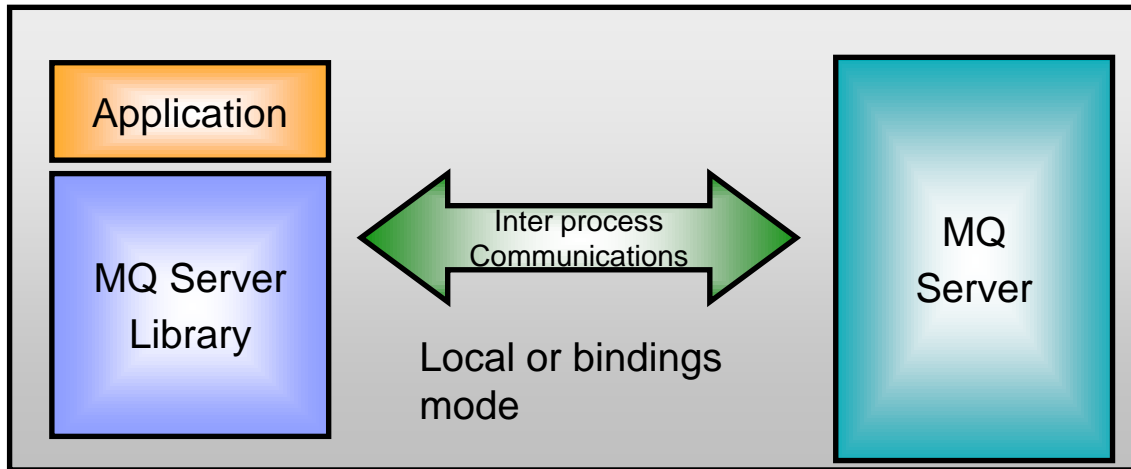 Application
MQ Server
Library
Inter process
Communications
Local or bindings
mode
MQ
Server